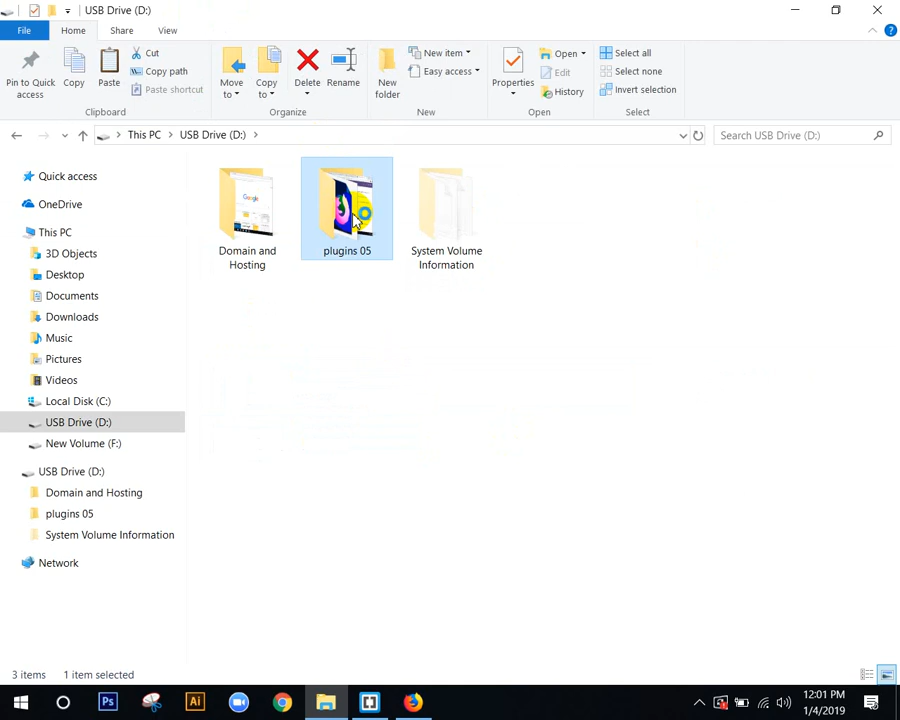 USB Drive (D:)
File
Home
Share
View
Pin to Quick access
Copy
Paste
Cut
Copy path
Paste shortcut
Clipboard
Move to
Copy to
Delete
Rename
Organize
New folder
New item
Easy access
New
Properties
Open
Edit
History
Open
Select all
Select none
Invert selection
Select
This PC
USB Drive (D:)
Search USB Drive (D:)
Quick access
OneDrive
This PC
3D Objects
Desktop
Documents
Downloads
Music
Pictures
Videos
Local Disk (C:)
USB Drive (D:)
New Volume (F:)
USB Drive (D:)
Domain and Hosting
plugins 05
System Volume Information
Network
Google
Domain and
Hosting
plugins 05
System Volume
Information
3 items
1 item selected
Ps
Ai
12:01 PM
1/4/2019